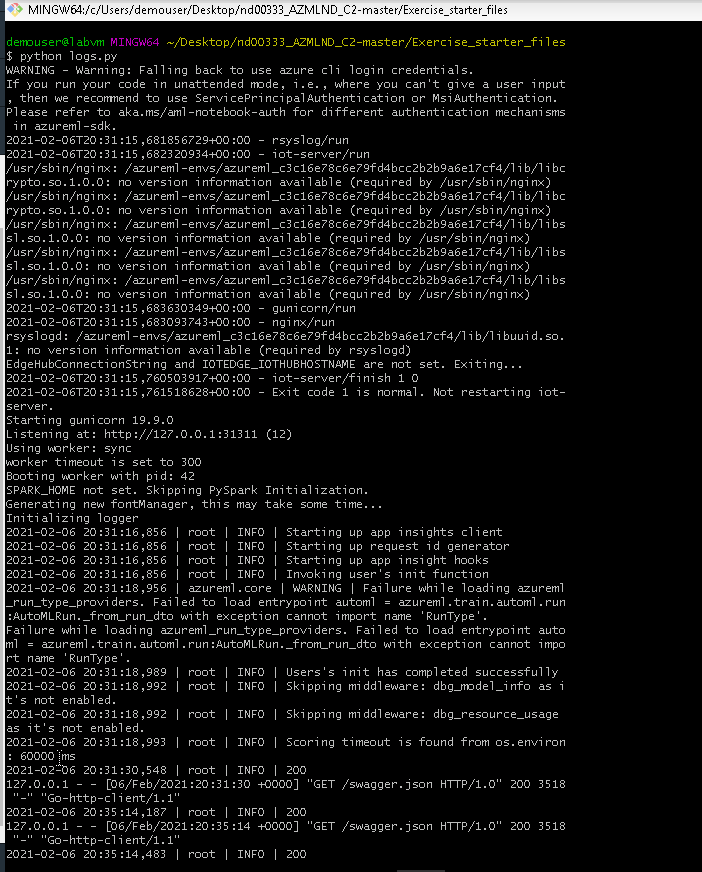 MINGW64:/c/Users/demouser/Desktop/nd00333_AZMLND_C2-master/Exercise_starter_files
demouser@labvm MINGW64 ~/Desktop/nd00333_AZMLND_C2-master/Exercise_starter_files
$ python logs.py
WARNING - Warning: Falling back to use azure cli login credentials.
If you run your code in unattended mode, i.e., where you can't give a user input
, then we recommend to use ServicePrincipalAuthentication or MsiAuthentication.
Please refer to aka.ms/aml-notebook-auth for different authentication mechanisms
 in azureml-sdk.
2021-02-06T20:31:15,681856729+00:00 - rsyslog/run
2021-02-06T20:31:15,682320934+00:00 - iot-server/run
/usr/sbin/nginx: /azureml-envs/azureml_c3c16e78c6e79fd4bcc2b2b9a6e17cf4/lib/libc
rypto.so.1.0.0: no version information available (required by /usr/sbin/nginx)
/usr/sbin/nginx: /azureml-envs/azureml_c3c16e78c6e79fd4bcc2b2b9a6e17cf4/lib/libc
rypto.so.1.0.0: no version information available (required by /usr/sbin/nginx)
/usr/sbin/nginx: /azureml-envs/azureml_c3c16e78c6e79fd4bcc2b2b9a6e17cf4/lib/libs
sl.so.1.0.0: no version information available (required by /usr/sbin/nginx)
/usr/sbin/nginx: /azureml-envs/azureml_c3c16e78c6e79fd4bcc2b2b9a6e17cf4/lib/libs
sl.so.1.0.0: no version information available (required by /usr/sbin/nginx)
/usr/sbin/nginx: /azureml-envs/azureml_c3c16e78c6e79fd4bcc2b2b9a6e17cf4/lib/libs
sl.so.1.0.0: no version information available (required by /usr/sbin/nginx)
2021-02-06T20:31:15,683630349+00:00 - gunicorn/run
2021-02-06T20:31:15,683093743+00:00 - nginx/run
rsyslogd: /azureml-envs/azureml_c3c16e78c6e79fd4bcc2b2b9a6e17cf4/lib/libuuid.so.
1: no version information available (required by rsyslogd)
EdgeHubConnectionString and IOTEDGE_IOTHUBHOSTNAME are not set. Exiting...
2021-02-06T20:31:15,760503917+00:00 - iot-server/finish 1 0
2021-02-06T20:31:15,761518628+00:00 - Exit code 1 is normal. Not restarting iot-
server.
Starting gunicorn 19.9.0
Listening at: http://127.0.0.1:31311 (12)
Using worker: sync
worker timeout is set to 300
Booting worker with pid: 42
SPARK_HOME not set. Skipping PySpark Initialization.
Generating new fontManager, this may take some time...
Initializing logger
2021-02-06 20:31:16,856 | root | INFO | Starting up app insights client
2021-02-06 20:31:16,856 | root | INFO | Starting up request id generator
2021-02-06 20:31:16,856 | root | INFO | Starting up app insight hooks
2021-02-06 20:31:16,856 | root | INFO | Invoking user's init function
2021-02-06 20:31:18,956 | azureml.core | WARNING | Failure while loading azureml
_run_type_providers. Failed to load entrypoint automl = azureml.train.automl.run
:AutoMLRun._from_run_dto with exception cannot import name 'RunType'.
Failure while loading azureml_run_type_providers. Failed to load entrypoint auto
ml = azureml.train.automl.run:AutoMLRun._from_run_dto with exception cannot impo
rt name 'RunType'.
2021-02-06 20:31:18,989 | root | INFO | Users's init has completed successfully
2021-02-06 20:31:18,992 | root | INFO | Skipping middleware: dbg_model_info as i
t's not enabled.
2021-02-06 20:31:18,992 | root | INFO | Skipping middleware: dbg_resource_usage
as it's not enabled.
2021-02-06 20:31:18,993 | root | INFO | Scoring timeout is found from os.environ
: 60000 ms
2021-02-06 20:31:30,548 | root | INFO | 200
127.0.0.1 - - [06/Feb/2021:20:31:30 +0000] "GET /swagger.json HTTP/1.0" 200 3518
 "-" "Go-http-client/1.1"
2021-02-06 20:35:14,187 | root | INFO | 200
127.0.0.1 - - [06/Feb/2021:20:35:14 +0000] "GET /swagger.json HTTP/1.0" 200 3518
 "-" "Go-http-client/1.1"
2021-02-06 20:35:14,483 | root | INFO | 200